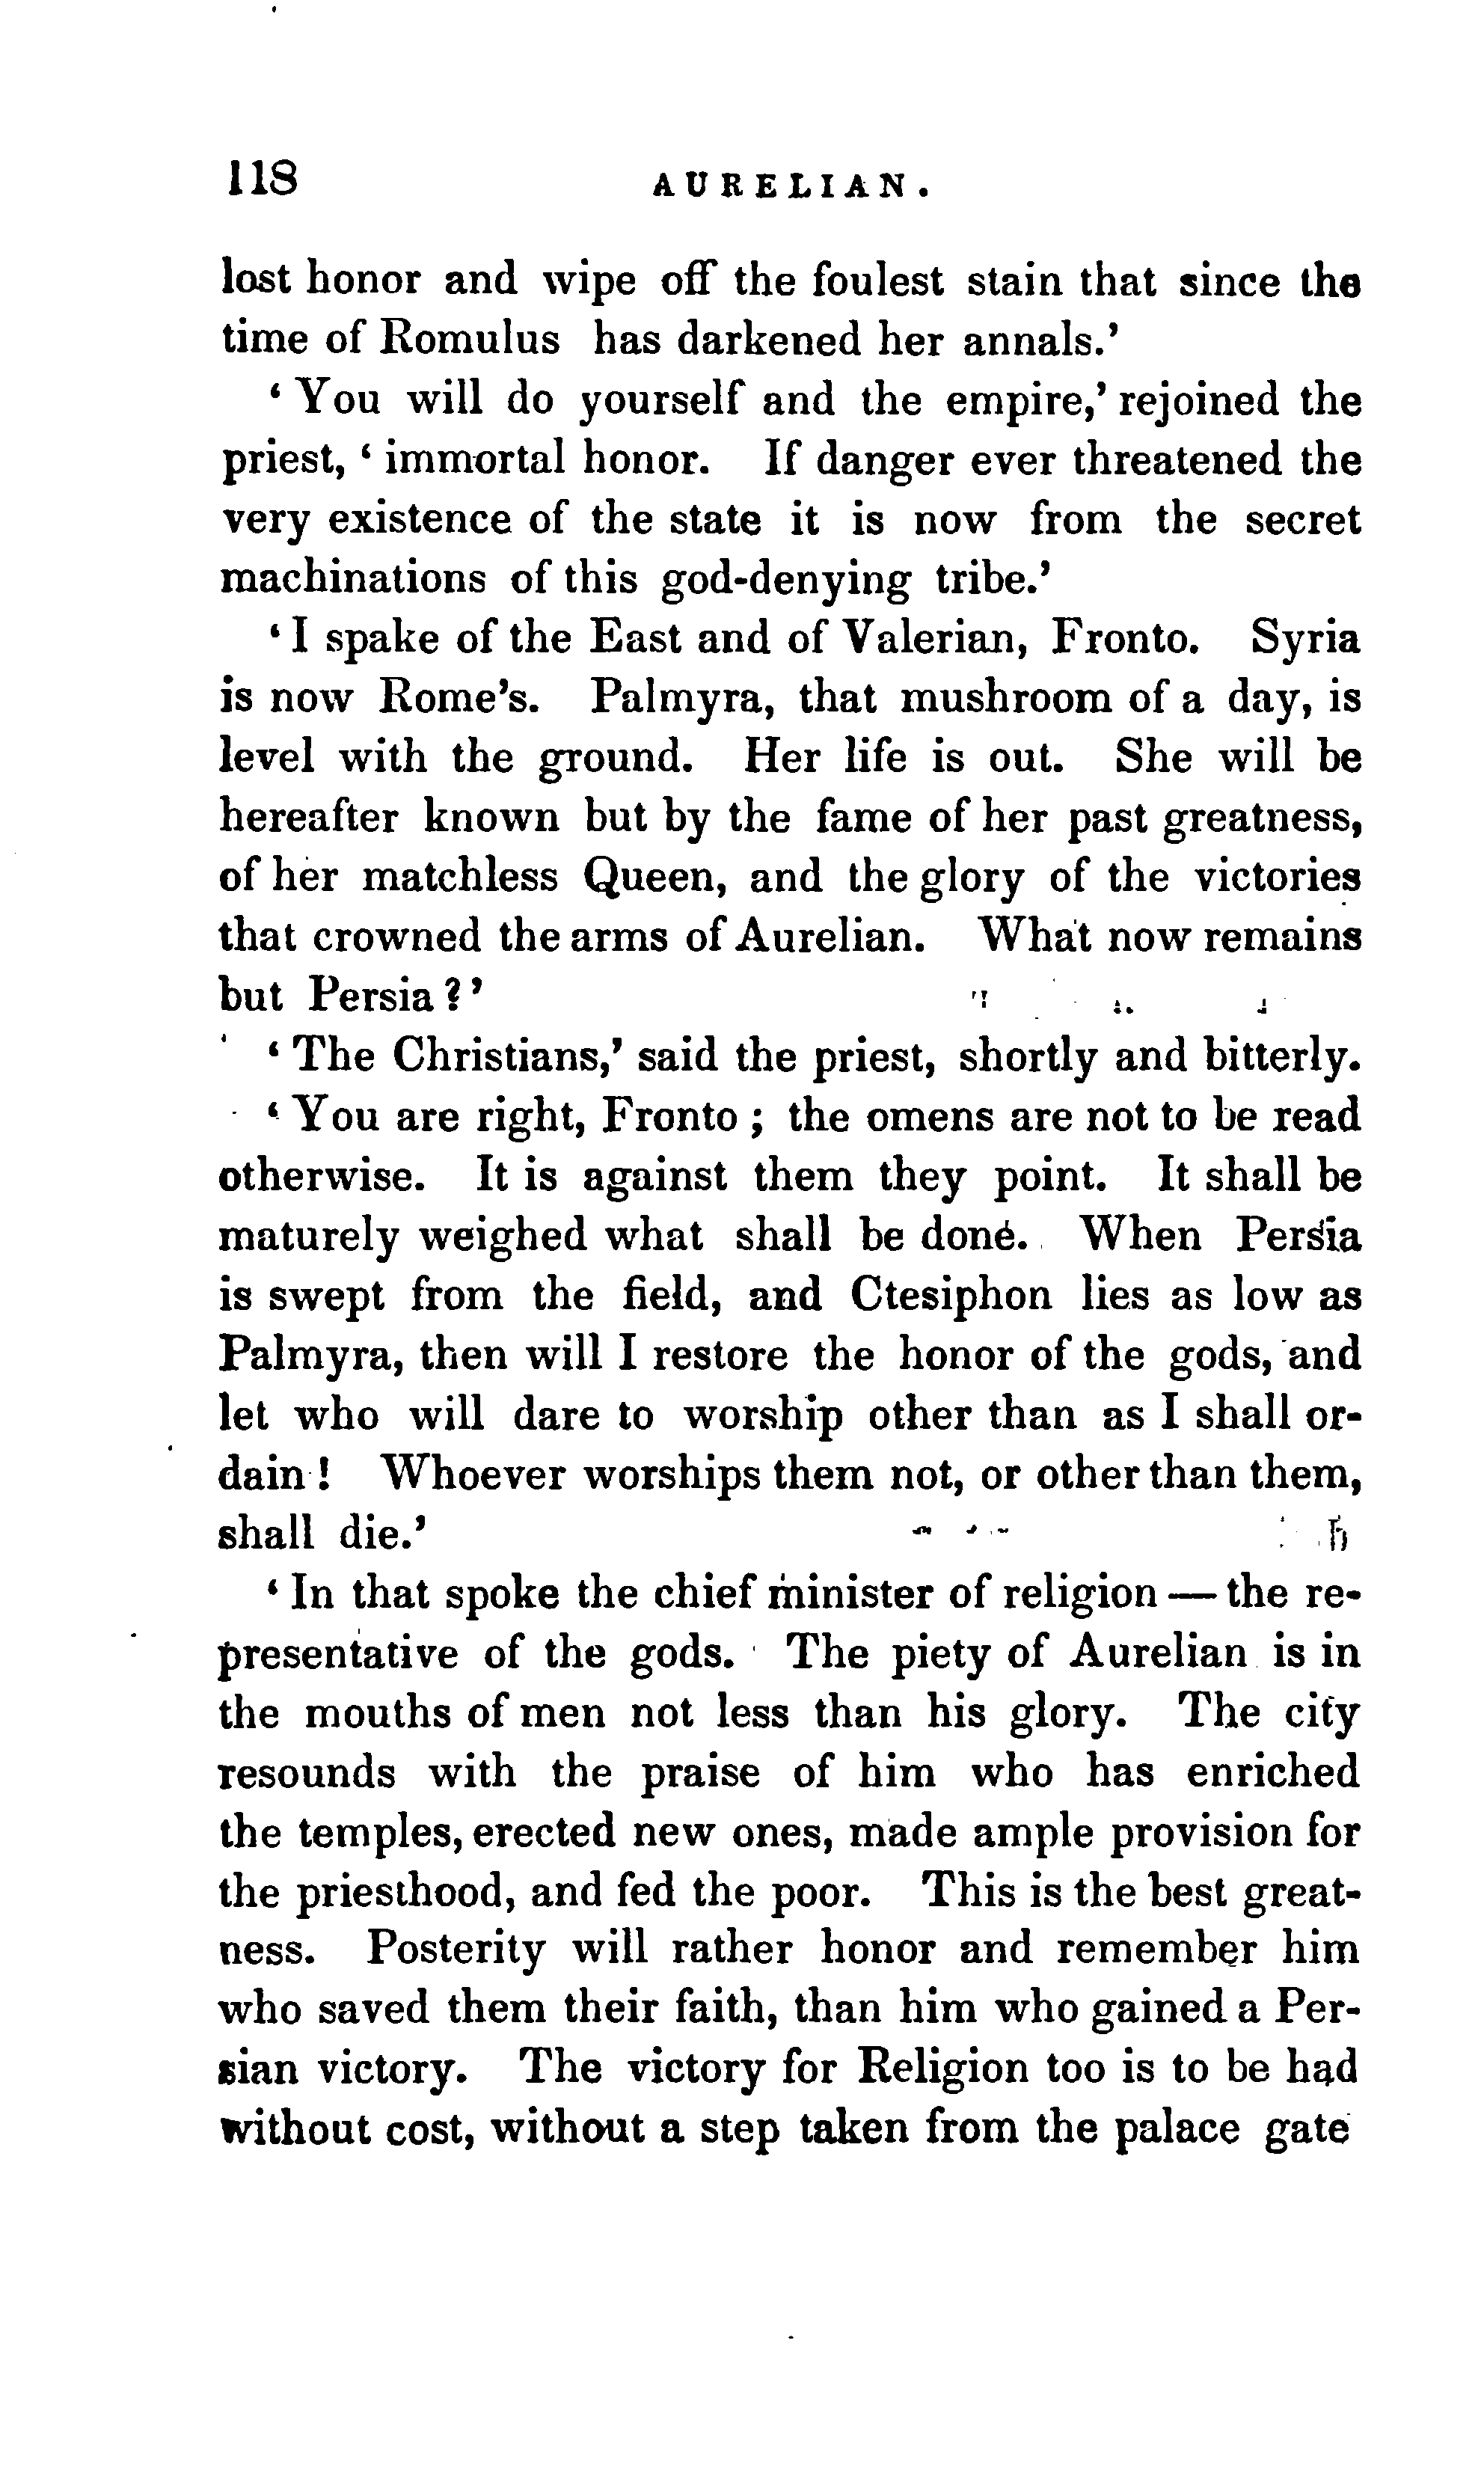 118 AURELIAN.
lost honor and wipe off the foulest stain that since the
time of Romulus has darkened her annals.’
‘You will do yourself and the empire,’ rejoined the
priest, ‘immortal honor. If danger ever threatened the
very existence of the state it is now from the secret
machinations of this god-denying tribe.’
‘I spake of the East and of Valerian, Fronto. Syria
is now Rome’s. Palmyra, that mushroom of a day, is
level with the ground. Her life is out. She will be
hereafter known but by the fame of her past greatness,
of her matchless Queen, and the glory of the victories
that crowned the arms of Aurelian. What now remains
but Persia?’
‘The Christians,’ said the priest, shortly and bitterly.
‘You are right, Fronto; the omens are not to be read
otherwise. It is against them they point. It shall be
maturely weighed what shall be done. When Persia
is swept from the field, and Ctesiphon lies as low as
Palmyra, then will I restore the honor of the gods, and
let who will dare to worship other than as I shall or-
dain! Whoever worships them not, or other than them,
shall die.’
‘In that spoke the chief minister of religion — the re-
presentative of the gods. The piety of Aurelian is in
the mouths of men not less than his glory. The city
resounds with the praise of him who has enriched
the temples, erected new ones, made ample provision for
the priesthood, and fed the poor. This is the best great-
ness. Posterity will rather honor and remember him
who saved them their faith, than him who gained a Per-
sian victory. The victory for Religion too is to be had
without cost, without a step taken from the palace gate